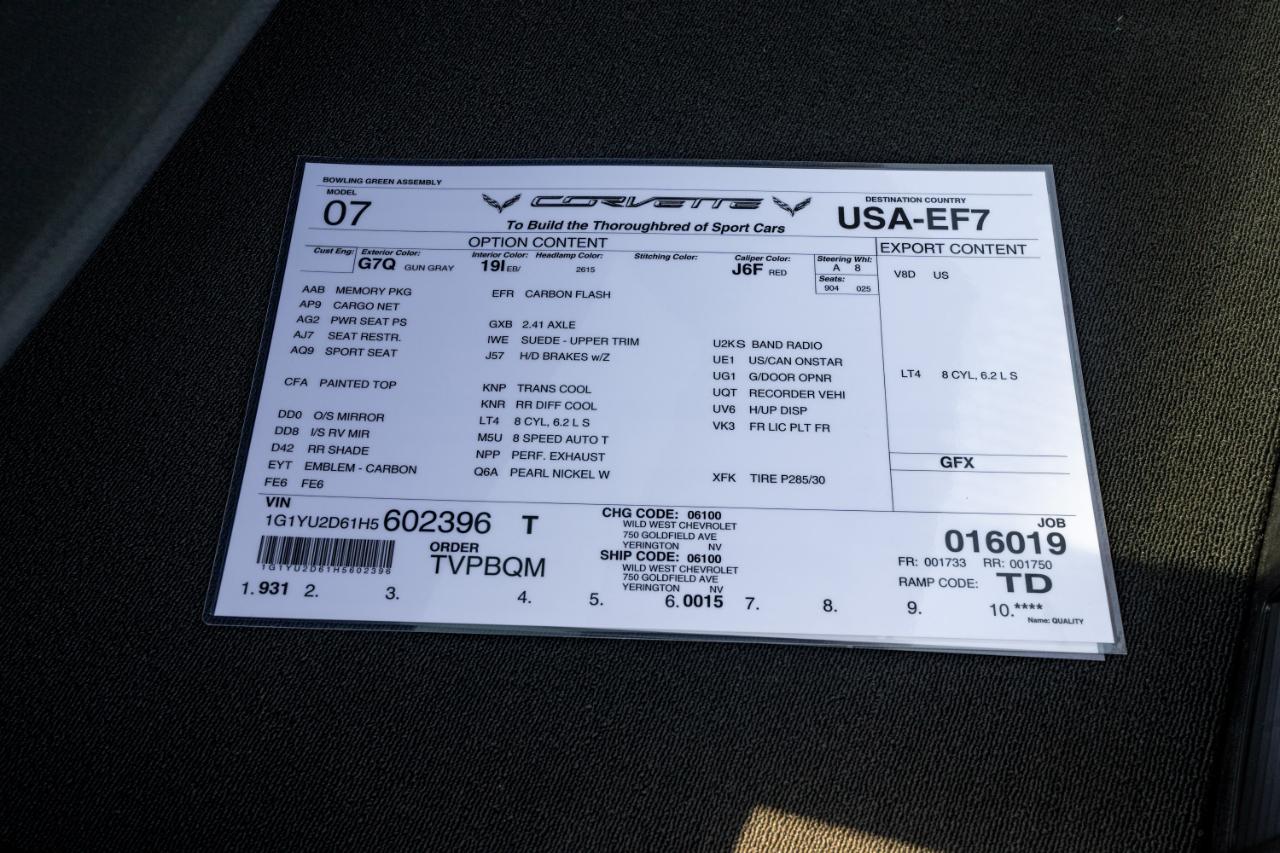 BOWLING GREEN ASSEMBLY
MODEL
07
CORVETTE
To Build the Thoroughbred of Sport Cars
DESTINATION COUNTRY
USA-EF7
OPTION CONTENT
EXPORT CONTENT
Cust Eng: Exterior Color: Interior Color: Headlamp Color: Stitching Color: Caliper Color: Steering Whl:
G7Q GUN GRAY 19I EB/ 2615 J6F RED A 8
Seats:
904 025
AAB MEMORY PKG
AP9 CARGO NET
AG2 PWR SEAT PS
AJ7 SEAT RESTR.
AQ9 SPORT SEAT
CFA PAINTED TOP
DD0 O/S MIRROR
DD8 I/S RV MIR
D42 RR SHADE
EYT EMBLEM - CARBON
FE6 FE6
EFR CARBON FLASH
GXB 2.41 AXLE
IWE SUEDE - UPPER TRIM
J57 H/D BRAKES w/Z
KNP TRANS COOL
KNR RR DIFF COOL
LT4 8 CYL, 6.2 L S
M5U 8 SPEED AUTO T
NPP PERF. EXHAUST
Q6A PEARL NICKEL W
U2KS BAND RADIO
UE1 US/CAN ONSTAR
UG1 G/DOOR OPNR
UQT RECORDER VEHI
UV6 H/UP DISP
VK3 FR LIC PLT FR
XFK TIRE P285/30
V8D US
LT4 8 CYL, 6.2 L S
GFX
VIN
1G1YU2D61H5 602396 T
1G1YU2D61H5602396
ORDER
TVPBQM
CHG CODE: 06100
WILD WEST CHEVROLET
750 GOLDFIELD AVE
YERINGTON NV
SHIP CODE: 06100
WILD WEST CHEVROLET
750 GOLDFIELD AVE
YERINGTON NV
JOB
016019
FR: 001733 RR: 001750
RAMP CODE: TD
1. 931 2. 3. 4. 5. 6. 0015 7. 8. 9. 10. ****
Name: QUALITY